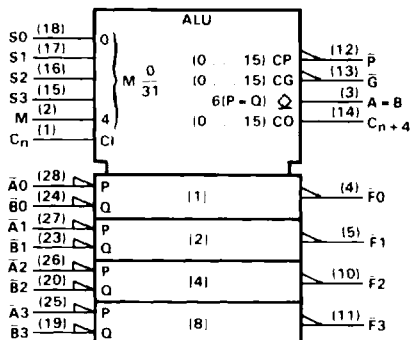 ALU
S0 (18) 0
S1 (17)
S2 (16)
S3 (15)
M (2) 4
Cn (1) CI
M 0/31
(0 . . . 15) CP (12) P̄
(0 . . . 15) CG (13) Ḡ
6(P = Q) (3) A = B
(0 . . . 15) CO (14) Cn + 4
Ā0 (28) P
B̄0 (24) Q
[1] (4) F̄0
Ā1 (27) P
B̄1 (23) Q
[2] (5) F̄1
Ā2 (26) P
B̄2 (20) Q
[4] (10) F̄2
Ā3 (25) P
B̄3 (19) Q
[8] (11) F̄3